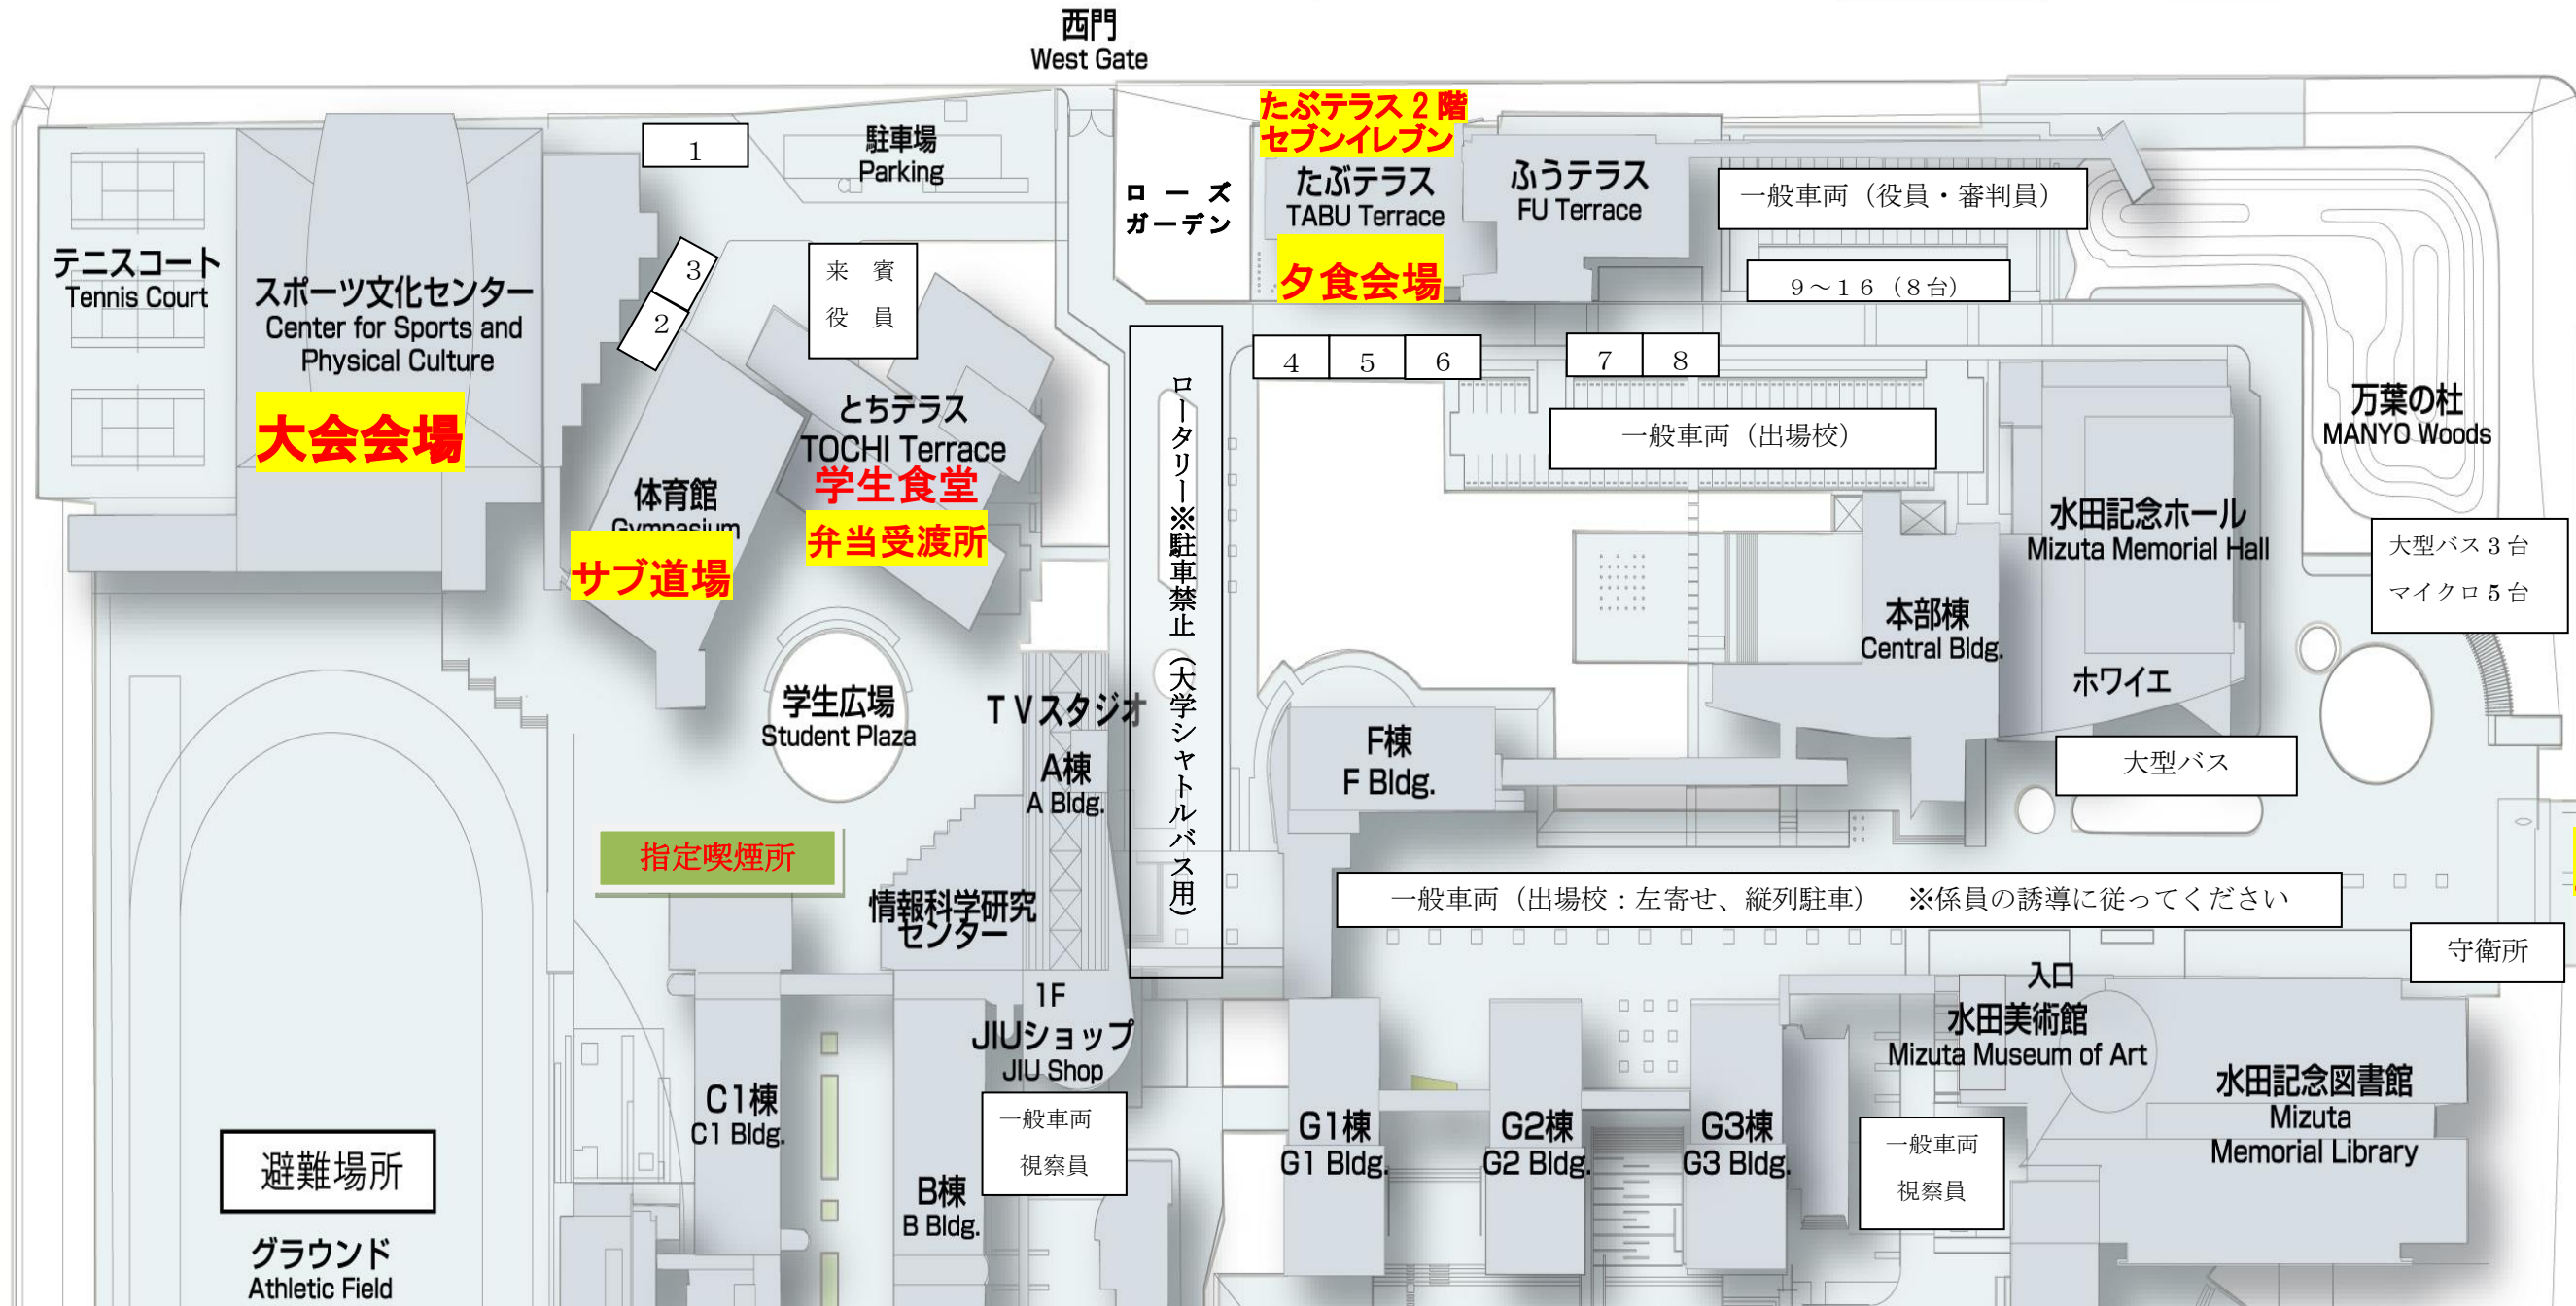 西門
West Gate
たぶテラス 2 階
セブンイレブン
たぶテラス
TABU Terrace
夕食会場
ふうテラス
FU Terrace
一般車両（役員・審判員）
9～16（8台）
1
駐車場
Parking
ローズ
ガーデン
テニスコート
Tennis Court
スポーツ文化センター
Center for Sports and
Physical Culture
大会会場
3
2
来賓
役員
とちテラス
TOCHI Terrace
学生食堂
弁当受渡所
体育館
Gymnasium
サブ道場
ロータリー※駐車禁止（大学シャトルバス用）
4
5
6
7
8
一般車両（出場校）
万葉の杜
MANYO Woods
水田記念ホール
Mizuta Memorial Hall
大型バス3台
マイクロ5台
本部棟
Central Bldg.
ホワイエ
大型バス
学生広場
Student Plaza
TVスタジオ
A棟
A Bldg.
F棟
F Bldg.
指定喫煙所
情報科学研究
センター
一般車両（出場校：左寄せ、縦列駐車）　※係員の誘導に従ってください
守衛所
入口
水田美術館
Mizuta Museum of Art
水田記念図書館
Mizuta
Memorial Library
1F
JIUショップ
JIU Shop
一般車両
視察員
C1棟
C1 Bldg.
B棟
B Bldg.
G1棟
G1 Bldg.
G2棟
G2 Bldg.
G3棟
G3 Bldg.
一般車両
視察員
避難場所
グラウンド
Athletic Field